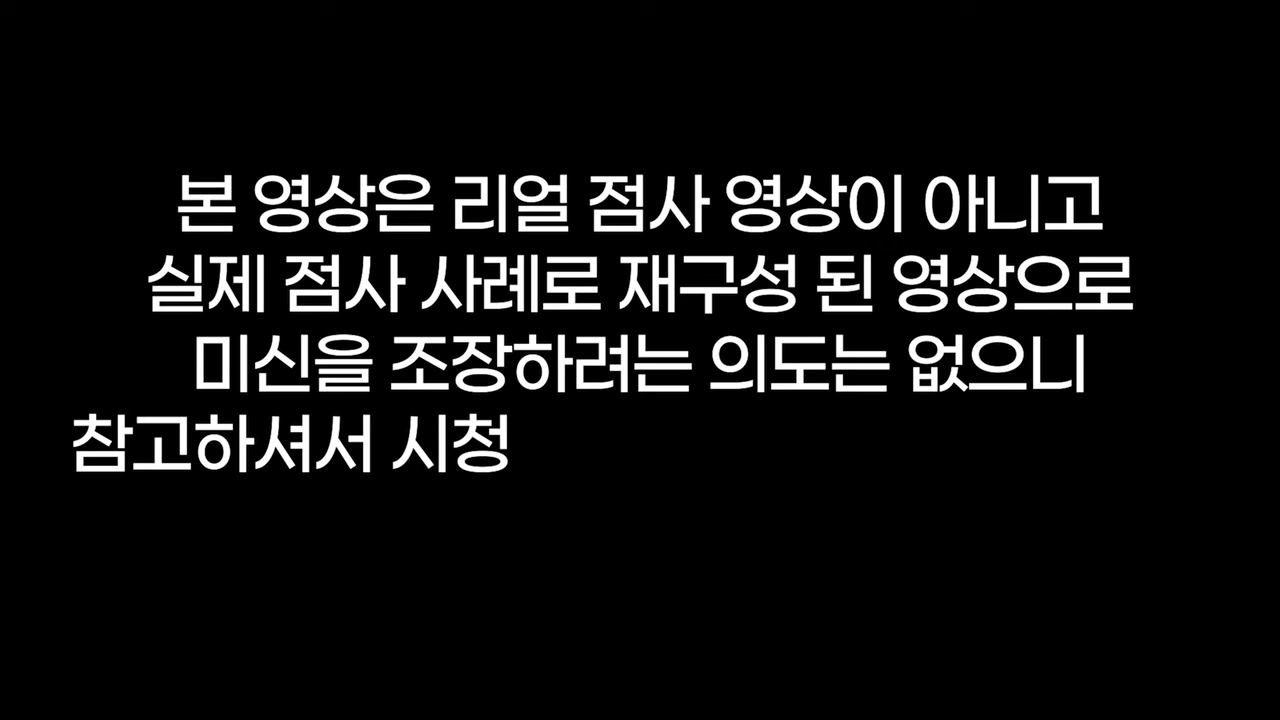 본 영상은 리얼 점사 영상이 아니고
실제 점사 사례로 재구성 된 영상으로
미신을 조장하려는 의도는 없으니
참고하셔서 시청